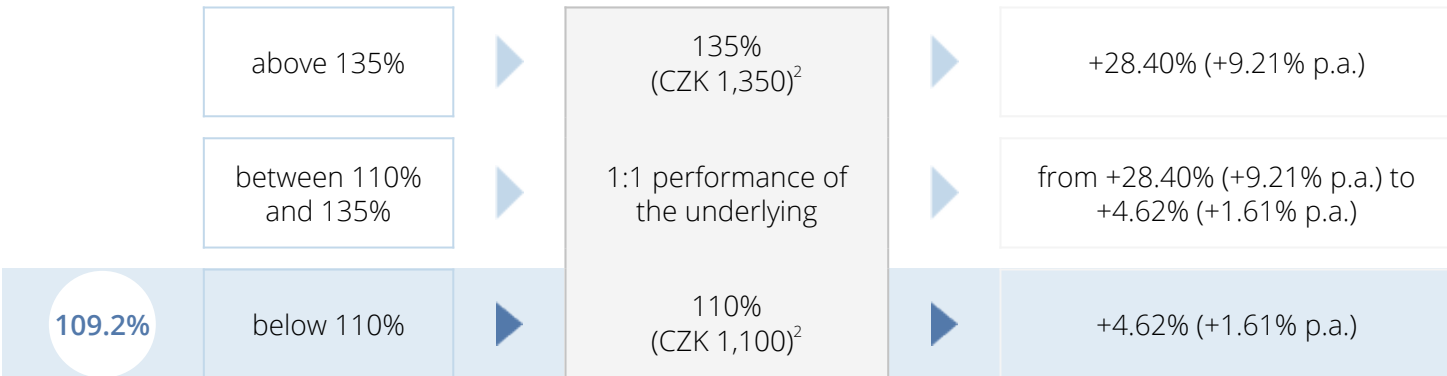 above 135%
135%
(CZK 1,350)2
+28.40% (+9.21% p.a.)
between 110%
and 135%
1:1 performance of
the underlying
from +28.40% (+9.21% p.a.) to
+4.62% (+1.61% p.a.)
109.2%
below 110%
110%
(CZK 1,100)2
+4.62% (+1.61% p.a.)